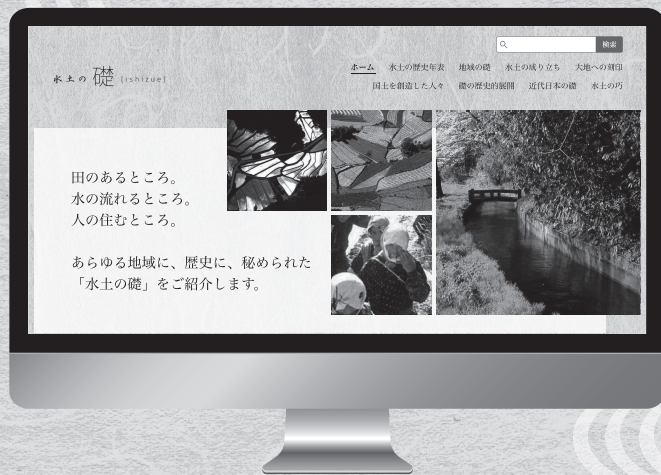 検索
水土の礎 [ishizue]
ホーム 水土の歴史年表 地域の礎 水土の成り立ち 大地への刻印
国土を創造した人々 礎の歴史的展開 近代日本の礎 水土の巧
田のあるところ。
水の流れるところ。
人の住むところ。
あらゆる地域に、歴史に、秘められた
「水土の礎」をご紹介します。